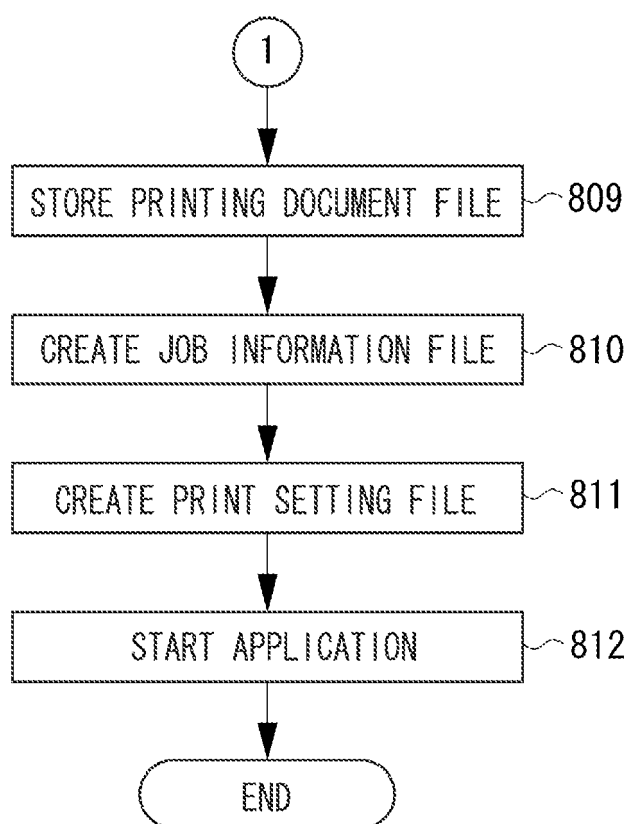 1
STORE PRINTING DOCUMENT FILE 809
CREATE JOB INFORMATION FILE 810
CREATE PRINT SETTING FILE 811
START APPLICATION 812
END